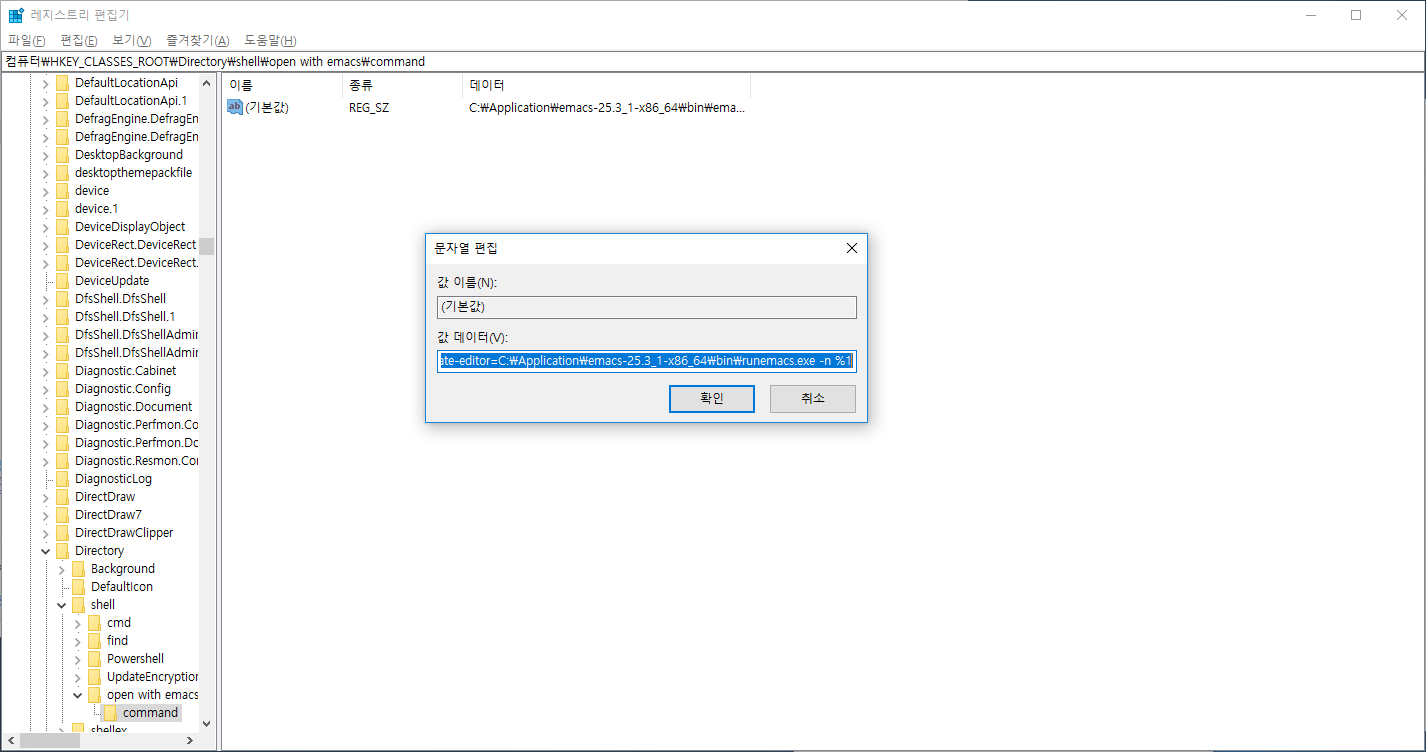 레지스트리 편집기
파일(F) 편집(E) 보기(V) 즐겨찾기(A) 도움말(H)
컴퓨터₩HKEY_CLASSES_ROOT₩Directory₩shell₩open with emacs₩command
DefaultLocationApi
DefaultLocationApi.1
DefragEngine.DefragEn
DefragEngine.DefragEn
DesktopBackground
desktopthemepackfile
device
device.1
DeviceDisplayObject
DeviceRect.DeviceRect
DeviceRect.DeviceRect.
DeviceUpdate
DfsShell.DfsShell
DfsShell.DfsShell.1
DfsShell.DfsShellAdmin
DfsShell.DfsShellAdmin
Diagnostic.Cabinet
Diagnostic.Config
Diagnostic.Document
Diagnostic.Perfmon.Co
Diagnostic.Perfmon.Do
Diagnostic.Resmon.Con
DiagnosticLog
DirectDraw
DirectDraw7
DirectDrawClipper
Directory
Background
DefaultIcon
shell
cmd
find
Powershell
UpdateEncryption
open with emacs
command
shellex
이름 종류 데이터
ab (기본값) REG_SZ C:₩Application₩emacs-25.3_1-x86_64₩bin₩ema...
문자열 편집
값 이름(N):
(기본값)
값 데이터(V):
ate-editor=C:₩Application₩emacs-25.3_1-x86_64₩bin₩runemacs.exe -n %1
확인 취소